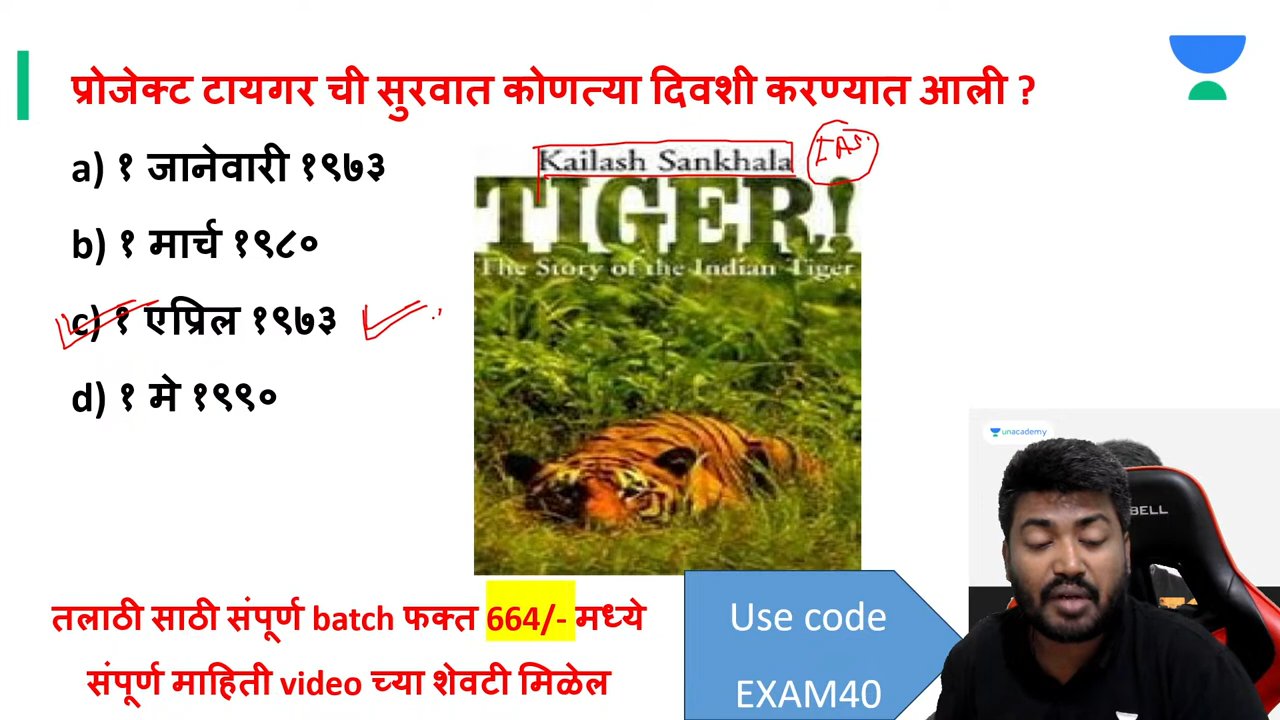 प्रोजेक्ट टायगर ची सुरवात कोणत्या दिवशी करण्यात आली ?
a) १ जानेवारी १९७३
b) १ मार्च १९८०
c) १ एप्रिल १९७३
d) १ मे १९९०
Kailash Sankhala
IAS.
TIGER!
The Story of the Indian Tiger
unacademy
BELL
तलाठी साठी संपूर्ण batch फक्त 664/- मध्ये
संपूर्ण माहिती video च्या शेवटी मिळेल
Use code
EXAM40